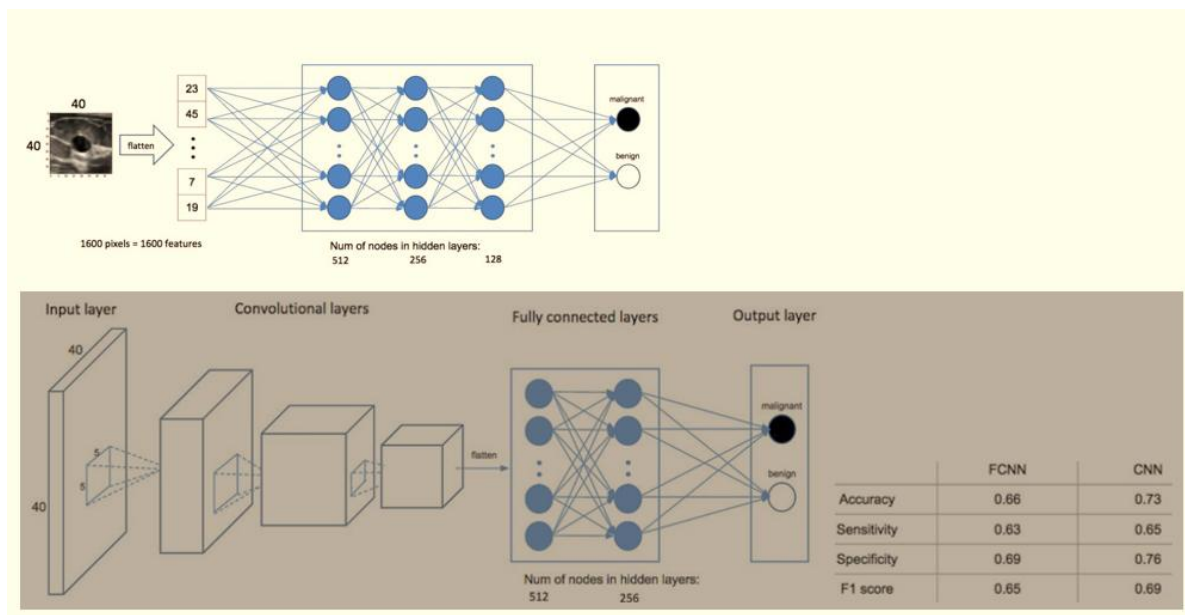 40
40
flatten
23
45
7
19
malignant
benign
1600 pixels = 1600 features
Num of nodes in hidden layers:
512 256 128
Input layer Convolutional layers Fully connected layers Output layer
40
40
5
5
flatten
malignant
benign
Num of nodes in hidden layers:
512 256
FCNN CNN
Accuracy 0.66 0.73
Sensitivity 0.63 0.65
Specificity 0.69 0.76
F1 score 0.65 0.69